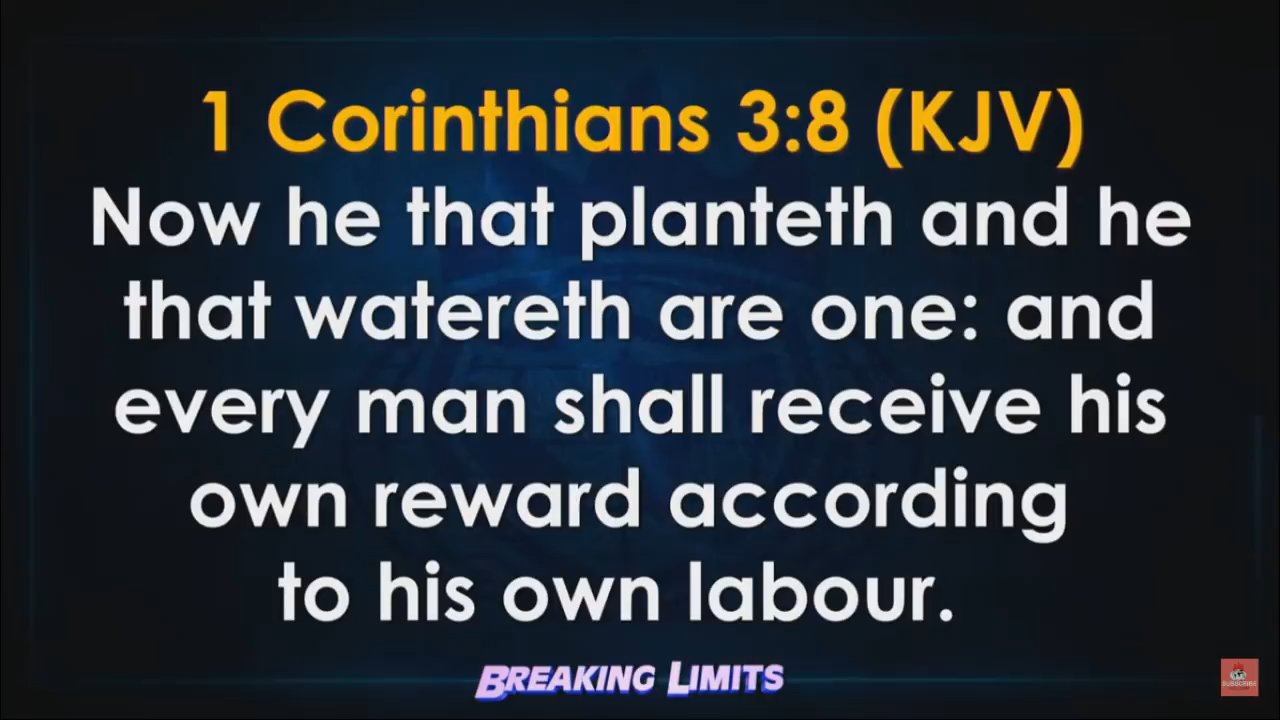 1 Corinthians 3:8 (KJV)
Now he that planteth and he
that watereth are one: and
every man shall receive his
own reward according
to his own labour.
BREAKING LIMITS
SUBSCRIBE